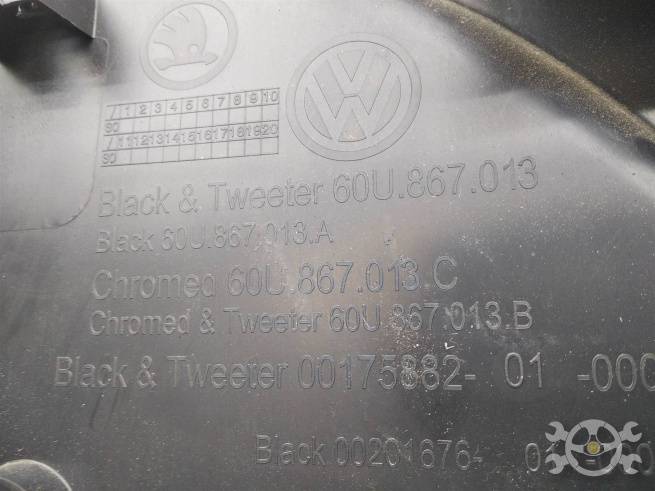 / 1 2 3 4 5 6 7 8 9 10
/ 11 12 13 14 15 16 17 18 19 20
Black & Tweeter 60U.867.013
Black 60U.867.013.A
Chromed 60U.867.013.C
Chromed & Tweeter 60U 867.013.B
Black & Tweeter 00175882- 01 -000
Black 00201676